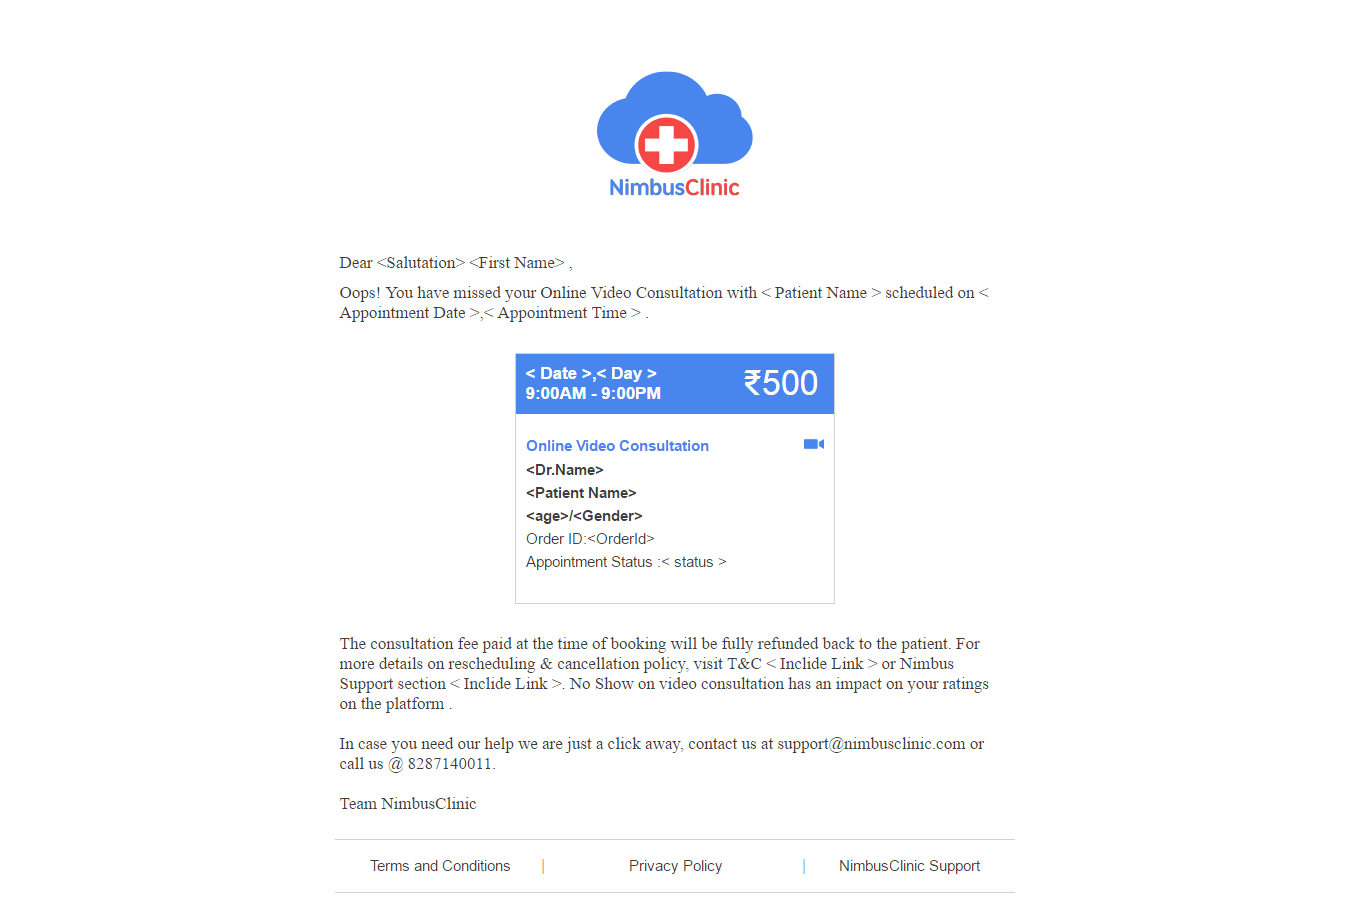 NimbusClinic
Dear <Salutation> <First Name> ,
Oops! You have missed your Online Video Consultation with < Patient Name > scheduled on <
Appointment Date >,< Appointment Time > .
< Date >,< Day >
9:00AM - 9:00PM
₹500
Online Video Consultation
<Dr.Name>
<Patient Name>
<age>/<Gender>
Order ID:<OrderId>
Appointment Status :< status >
The consultation fee paid at the time of booking will be fully refunded back to the patient. For
more details on rescheduling & cancellation policy, visit T&C < Inclide Link > or Nimbus
Support section < Inclide Link >. No Show on video consultation has an impact on your ratings
on the platform .
In case you need our help we are just a click away, contact us at support@nimbusclinic.com or
call us @ 8287140011.
Team NimbusClinic
Terms and Conditions | Privacy Policy | NimbusClinic Support